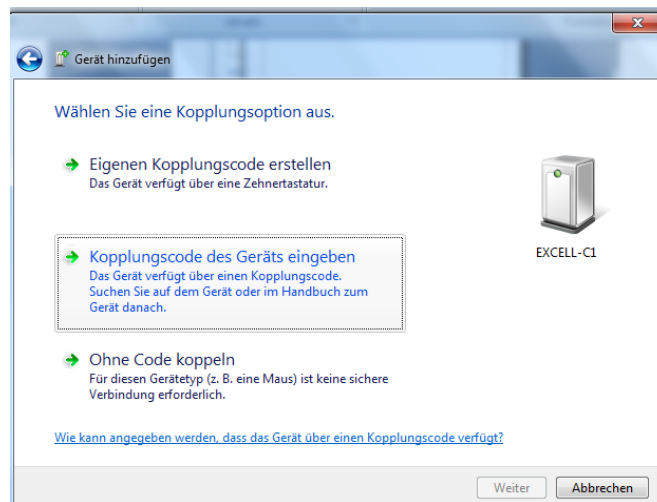 Gerät hinzufügen
Wählen Sie eine Kopplungsoption aus.
Eigenen Kopplungscode erstellen
Das Gerät verfügt über eine Zehnertastatur.
Kopplungscode des Geräts eingeben
Das Gerät verfügt über einen Kopplungscode.
Suchen Sie auf dem Gerät oder im Handbuch zum
Gerät danach.
EXCELL-C1
Ohne Code koppeln
Für diesen Gerätetyp (z. B. eine Maus) ist keine sichere
Verbindung erforderlich.
Wie kann angegeben werden, dass das Gerät über einen Kopplungscode verfügt?
Weiter
Abbrechen